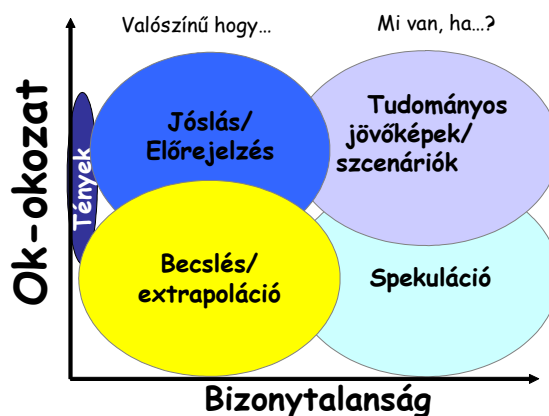 Valószínű hogy…
Mi van, ha…?
Ok-okozat
Tények
Jóslás/
Előrejelzés
Tudományos
jövőképek/
szcenáriók
Becslés/
extrapoláció
Spekuláció
Bizonytalanság